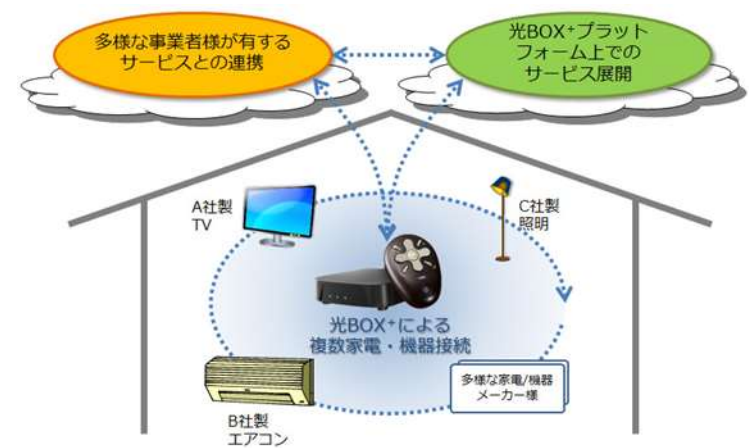 多様な事業者様が有する
サービスとの連携
光BOX⁺プラット
フォーム上での
サービス展開
A社製
TV
C社製
照明
光BOX⁺による
複数家電・機器接続
B社製
エアコン
多様な家電/機器
メーカー様